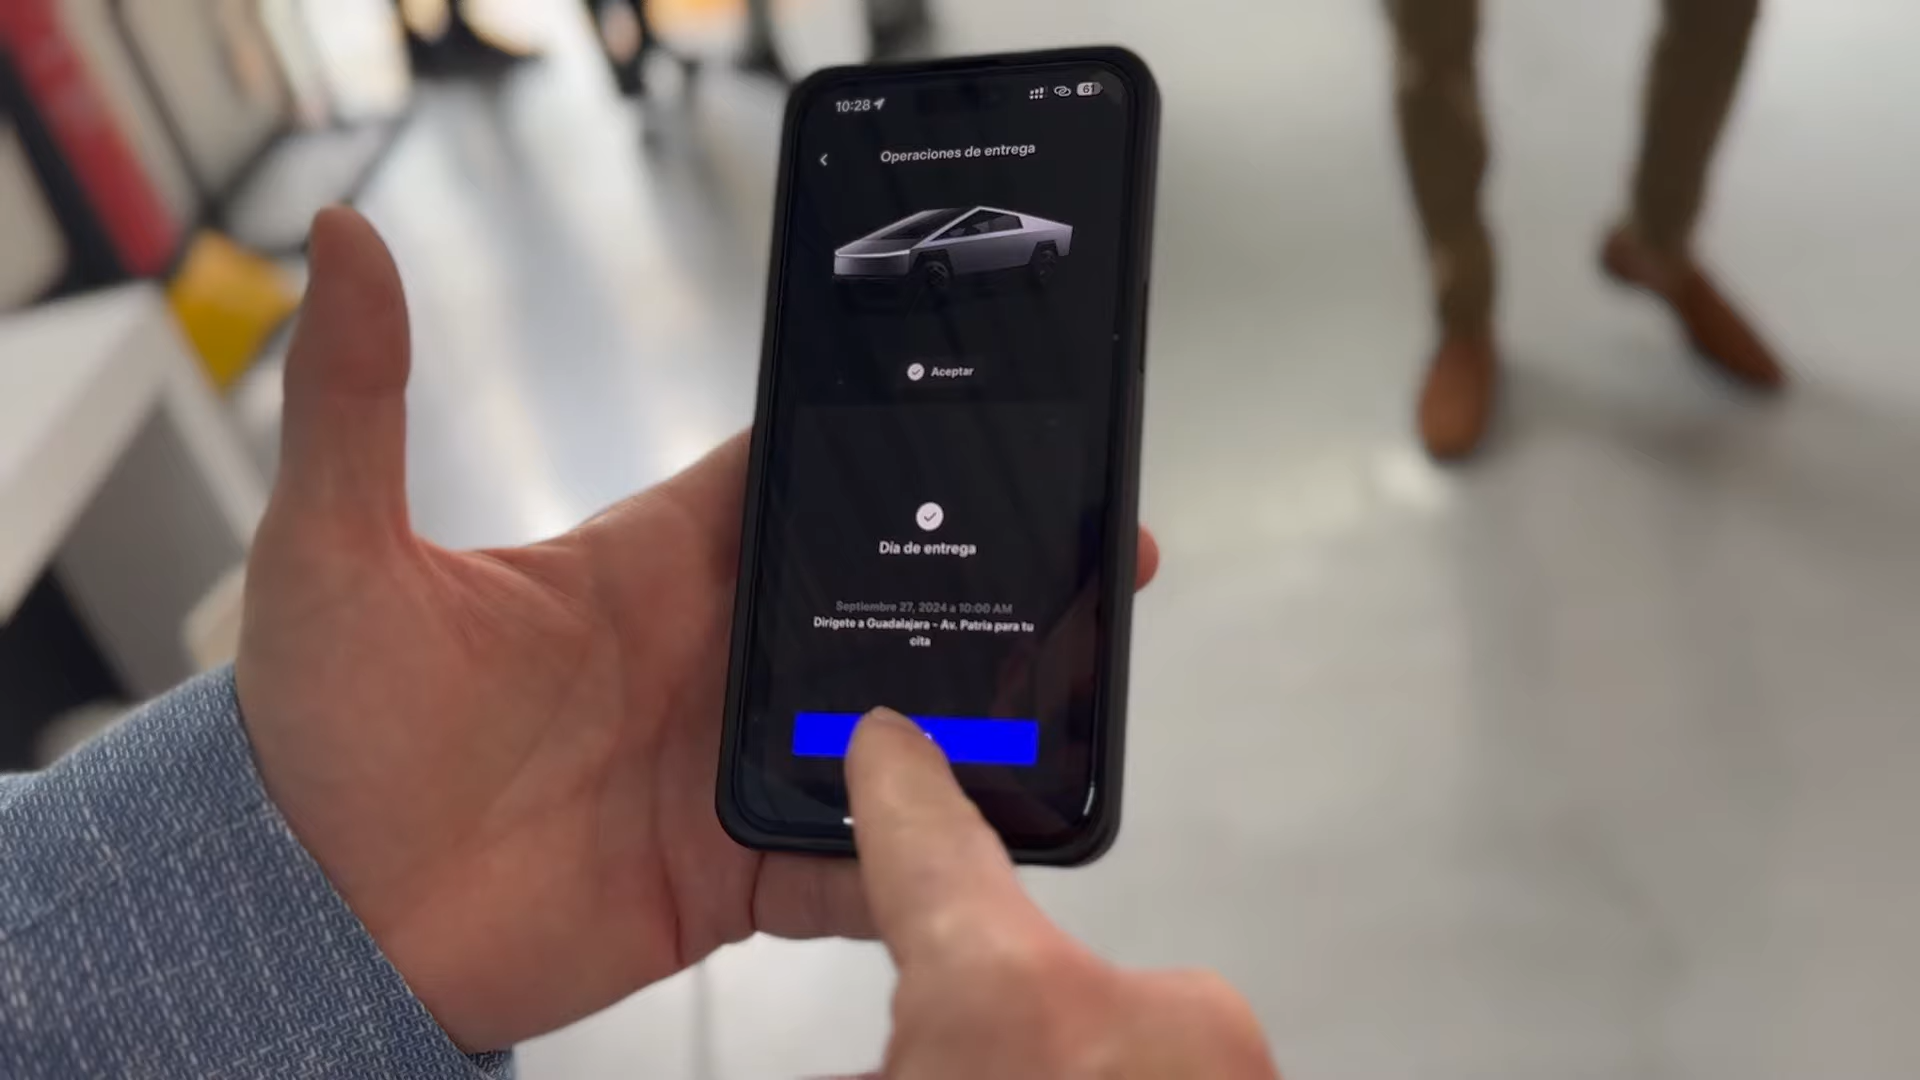 10:28
61
Operaciones de entrega
Aceptar
Día de entrega
Septiembre 27, 2024 a 10:00 AM
Dirígete a Guadalajara - Av. Patria para tu
cita